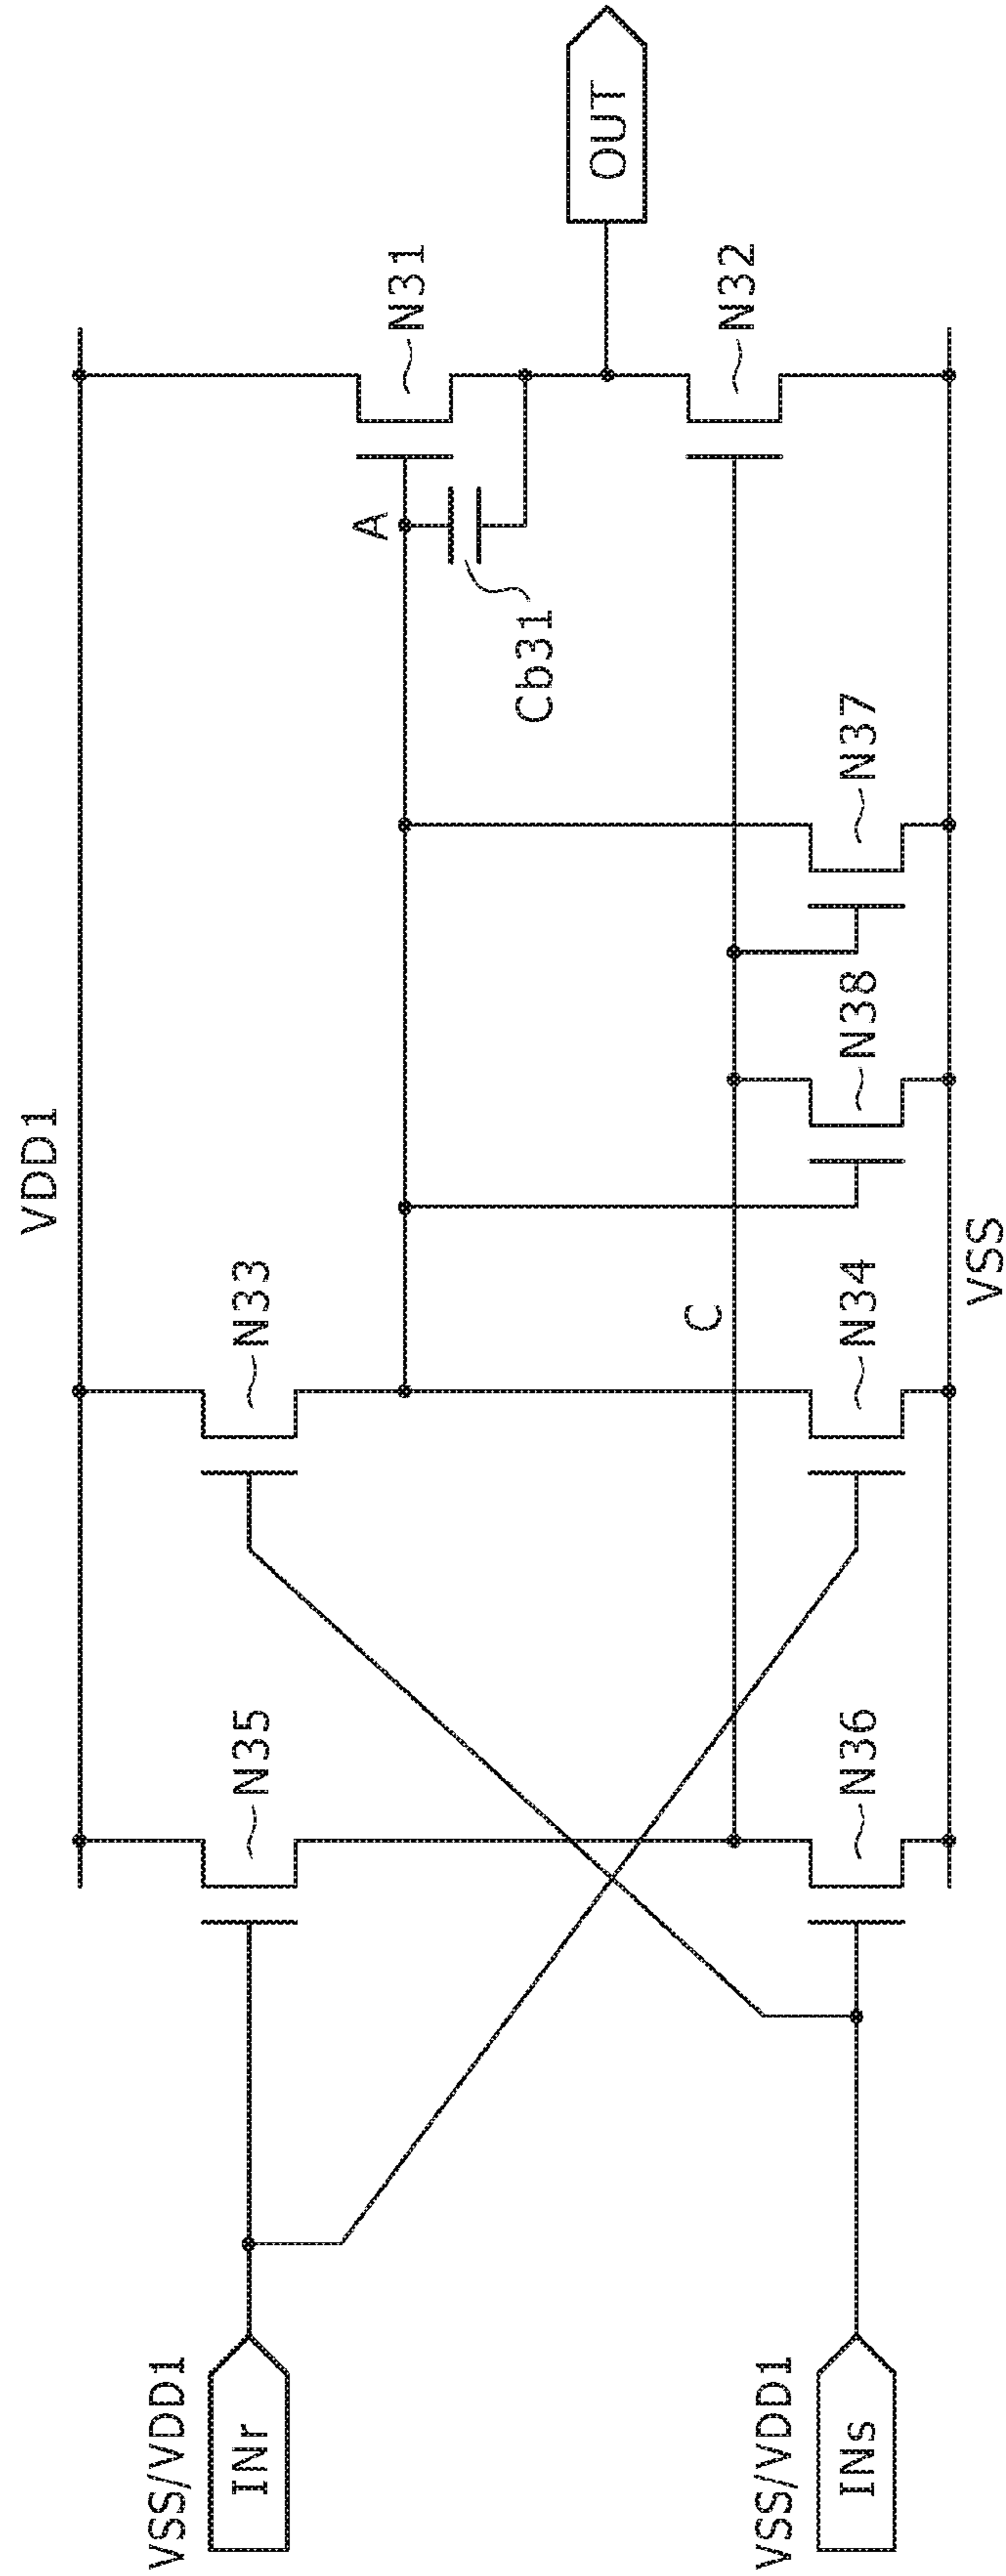 VDD1
VSS/VDD1
INr
N35
N33
A
N31
Cb31
OUT
C
N32
VSS/VDD1
INs
N36
N34
N38
N37
VSS